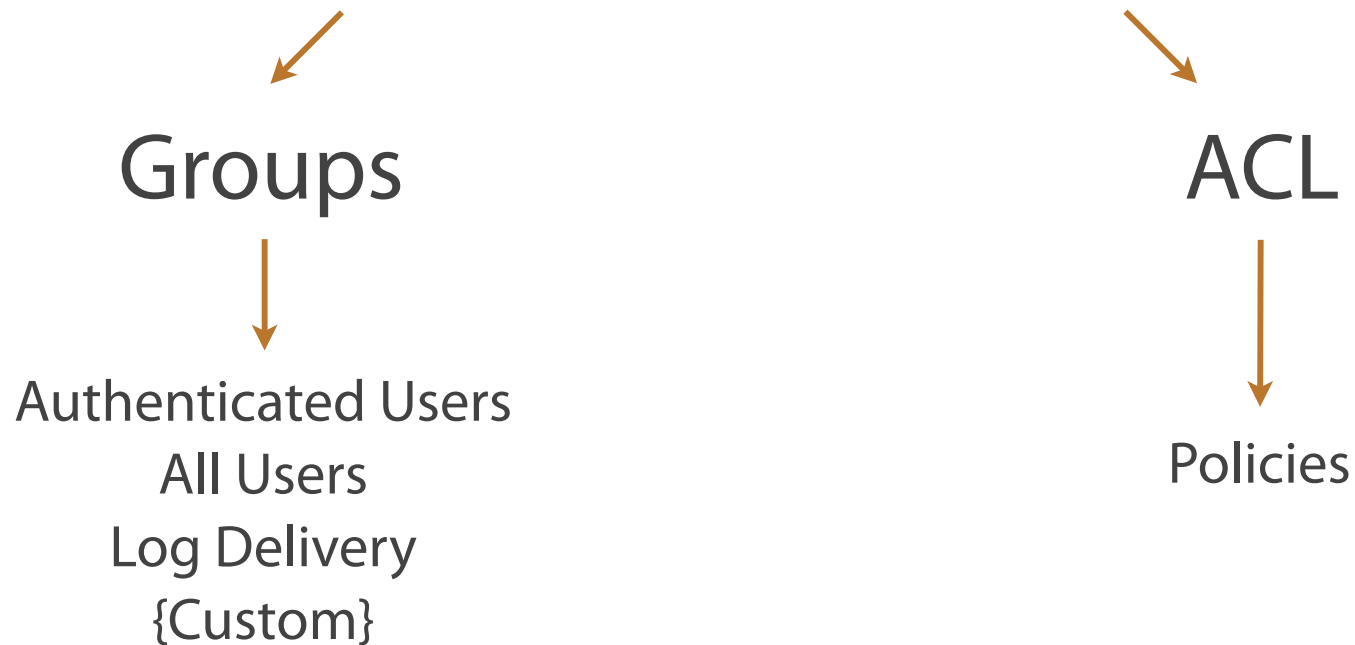 Groups
ACL
Authenticated Users
All Users
Log Delivery
{Custom}
Policies